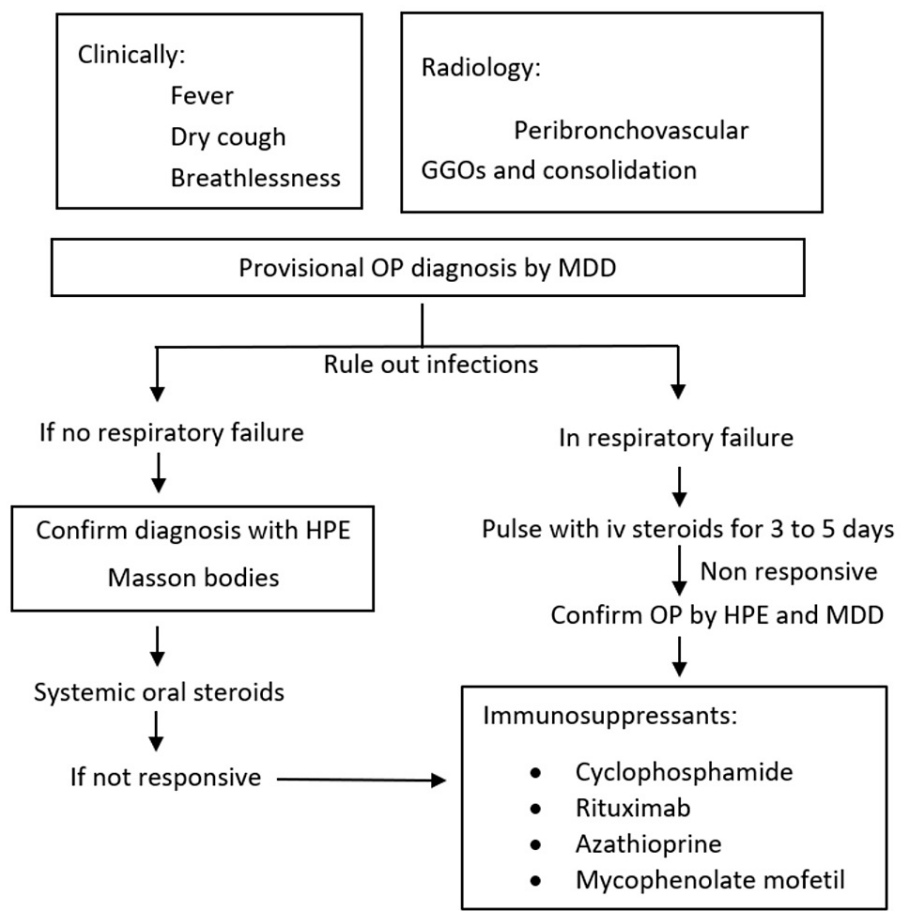 Clinically:
Fever
Dry cough
Breathlessness
Radiology:
Peribronchovascular
GGOs and consolidation
Provisional OP diagnosis by MDD
Rule out infections
If no respiratory failure
Confirm diagnosis with HPE
Masson bodies
Systemic oral steroids
If not responsive
In respiratory failure
Pulse with iv steroids for 3 to 5 days
Non responsive
Confirm OP by HPE and MDD
Immunosuppressants:
• Cyclophosphamide
• Rituximab
• Azathioprine
• Mycophenolate mofetil